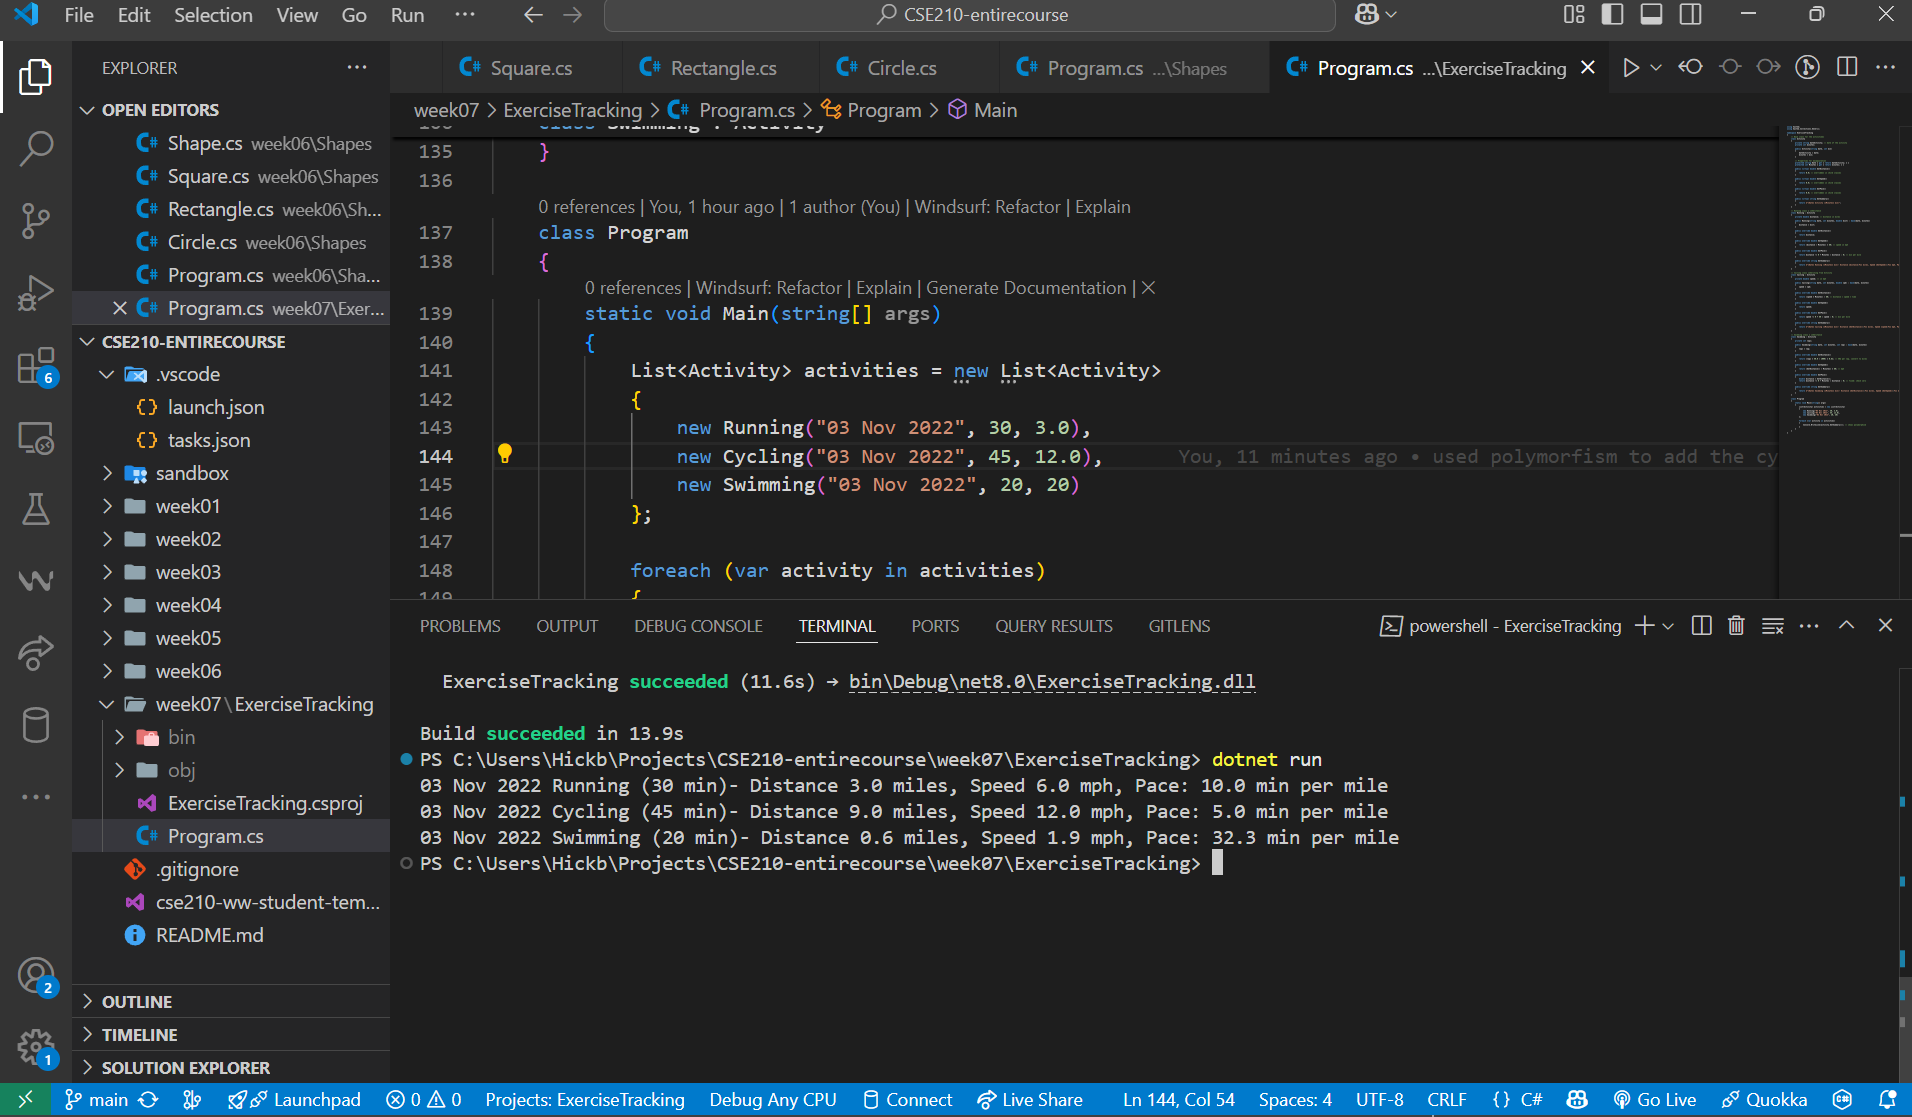 File Edit Selection View Go Run ···
CSE210-entirecourse
EXPLORER ···
OPEN EDITORS
Shape.cs week06\Shapes
Square.cs week06\Shapes
Rectangle.cs week06\Sh...
Circle.cs week06\Shapes
Program.cs week06\Sha...
Program.cs week07\Exer...
CSE210-ENTIRECOURSE
.vscode
launch.json
tasks.json
sandbox
week01
week02
week03
week04
week05
week06
week07\ExerciseTracking
bin
obj
ExerciseTracking.csproj
Program.cs
.gitignore
cse210-ww-student-tem...
README.md
OUTLINE
TIMELINE
SOLUTION EXPLORER
6
2
1
Square.cs Rectangle.cs Circle.cs Program.cs ...\Shapes Program.cs ...\ExerciseTracking
week07 > ExerciseTracking > Program.cs > Program > Main
class Swimming : Activity
135 }
136
0 references | You, 1 hour ago | 1 author (You) | Windsurf: Refactor | Explain
137 class Program
138 {
0 references | Windsurf: Refactor | Explain | Generate Documentation | ×
139 static void Main(string[] args)
140 {
141 List<Activity> activities = new List<Activity>
142 {
143 new Running("03 Nov 2022", 30, 3.0),
144 new Cycling("03 Nov 2022", 45, 12.0), You, 11 minutes ago • used polymorfism to add the cy
145 new Swimming("03 Nov 2022", 20, 20)
146 };
147
148 foreach (var activity in activities)
149 {
PROBLEMS OUTPUT DEBUG CONSOLE TERMINAL PORTS QUERY RESULTS GITLENS
powershell - ExerciseTracking
ExerciseTracking succeeded (11.6s) → bin\Debug\net8.0\ExerciseTracking.dll
Build succeeded in 13.9s
PS C:\Users\Hickb\Projects\CSE210-entirecourse\week07\ExerciseTracking> dotnet run
03 Nov 2022 Running (30 min)- Distance 3.0 miles, Speed 6.0 mph, Pace: 10.0 min per mile
03 Nov 2022 Cycling (45 min)- Distance 9.0 miles, Speed 12.0 mph, Pace: 5.0 min per mile
03 Nov 2022 Swimming (20 min)- Distance 0.6 miles, Speed 1.9 mph, Pace: 32.3 min per mile
PS C:\Users\Hickb\Projects\CSE210-entirecourse\week07\ExerciseTracking>
main Launchpad 0 0 Projects: ExerciseTracking Debug Any CPU Connect Live Share Ln 144, Col 54 Spaces: 4 UTF-8 CRLF {} C# Go Live Quokka